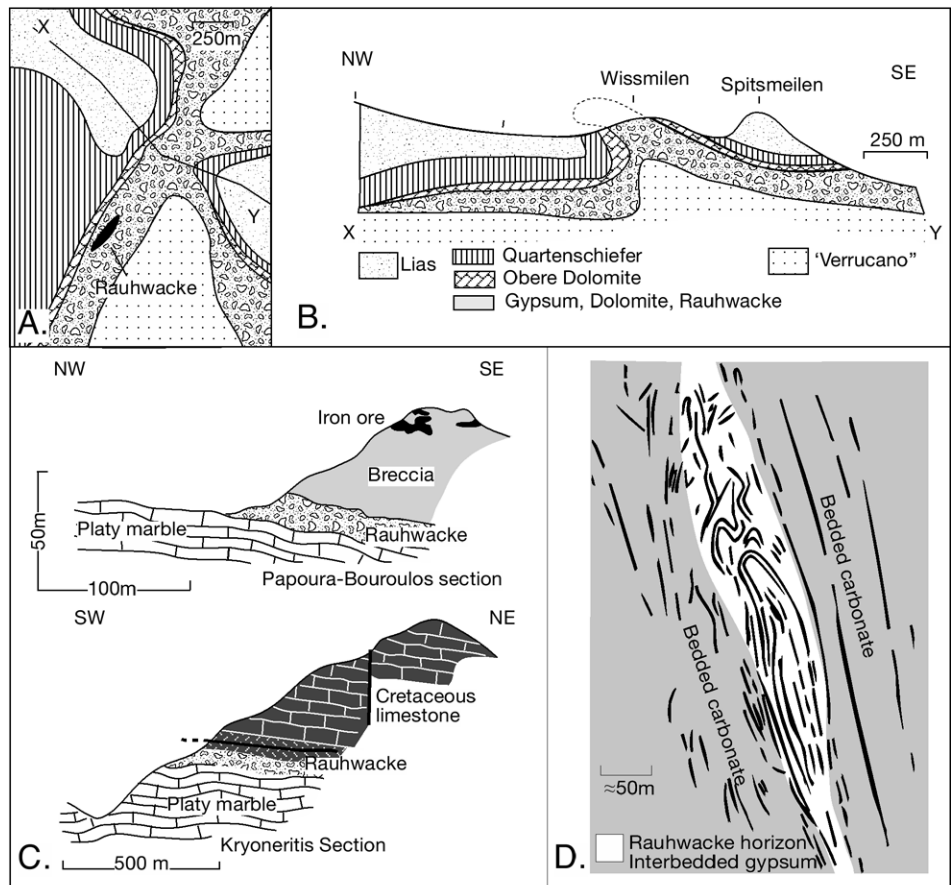 X
250m
Y
Rauhwacke
A.
NW
SE
Wissmilen
Spitsmeilen
250 m
X
Y
Lias
Quartenschiefer
Obere Dolomite
Gypsum, Dolomite, Rauhwacke
'Verrucano"
B.
NW
SE
Iron ore
Breccia
50m
Platy marble
Rauhwacke
100m
Papoura-Bouroulos section
SW
NE
Cretaceous
limestone
Rauhwacke
Platy marble
Kryoneritis Section
C.
500 m
Bedded carbonate
Bedded carbonate
≈50m
Rauhwacke horizon
Interbedded gypsum
D.